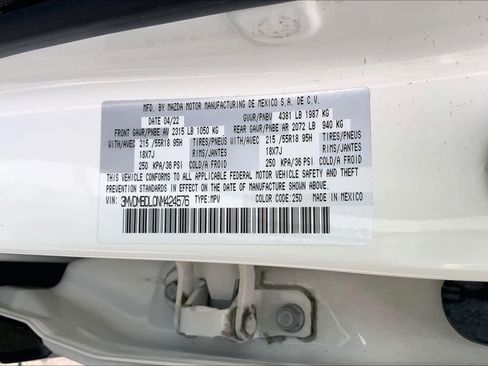 MFD. BY MAZDA MOTOR MANUFACTURING DE MEXICO S.A. DE C.V.
DATE 04/22 GVWR/PNBV 4381 LB 1987 KG
FRONT GAWR/PNBE AV 2315 LB 1050 KG REAR GAWR/PNBE AR 2072 LB 940 KG
WITH/AVEC 215 /55R18 95H TIRES/PNEUS WITH/AVEC 215 /55R18 95H TIRES/PNEUS
18X7J RIMS/JANTES 18X7J RIMS/JANTES
250 KPA/36 PSI COLD/A FROID 250 KPA/36 PSI COLD/A FROID
THIS VEHICLE CONFORMS TO ALL APPLICABLE FEDERAL MOTOR VEHICLE SAFETY
STANDARDS IN EFFECT ON THE DATE OF MANUFACTURE SHOWN ABOVE.
VIN: 3MVDMBDL0NM424576 TYPE: MPV COLOR CODE: 25D MADE IN MEXICO